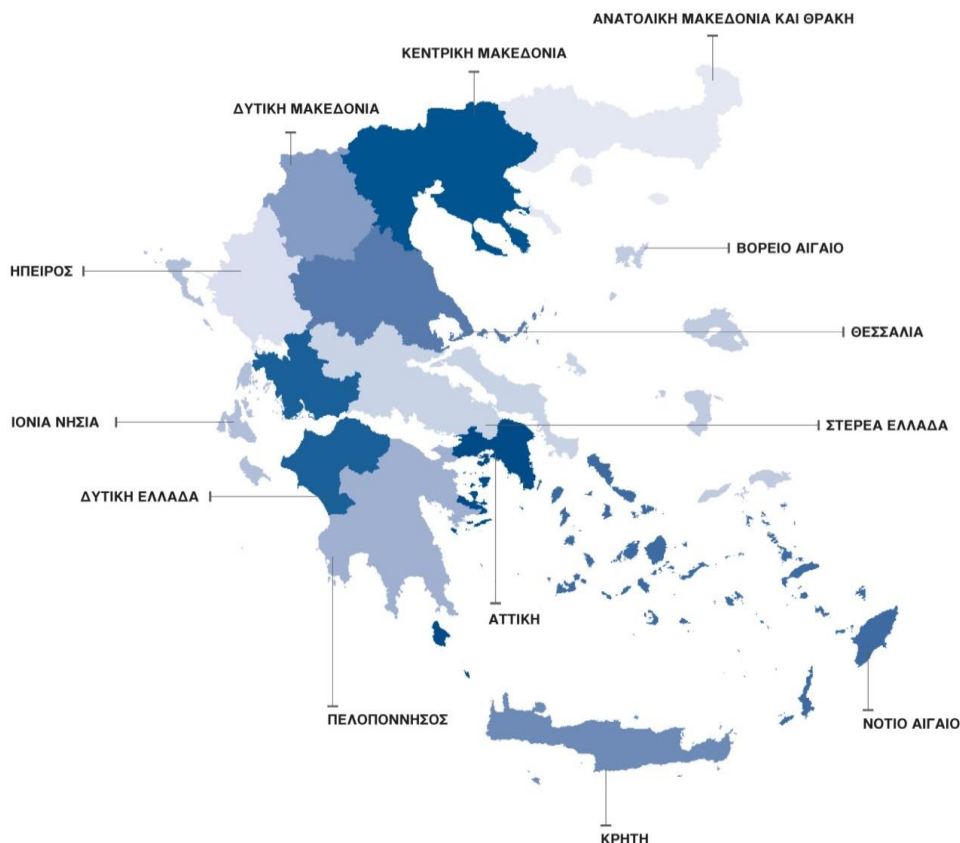 ΑΝΑΤΟΛΙΚΗ ΜΑΚΕΔΟΝΙΑ ΚΑΙ ΘΡΑΚΗ
ΚΕΝΤΡΙΚΗ ΜΑΚΕΔΟΝΙΑ
ΔΥΤΙΚΗ ΜΑΚΕΔΟΝΙΑ
ΒΟΡΕΙΟ ΑΙΓΑΙΟ
ΗΠΕΙΡΟΣ
ΘΕΣΣΑΛΙΑ
ΙΟΝΙΑ ΝΗΣΙΑ
ΣΤΕΡΕΑ ΕΛΛΑΔΑ
ΔΥΤΙΚΗ ΕΛΛΑΔΑ
ΑΤΤΙΚΗ
ΠΕΛΟΠΟΝΝΗΣΟΣ
ΝΟΤΙΟ ΑΙΓΑΙΟ
ΚΡΗΤΗ